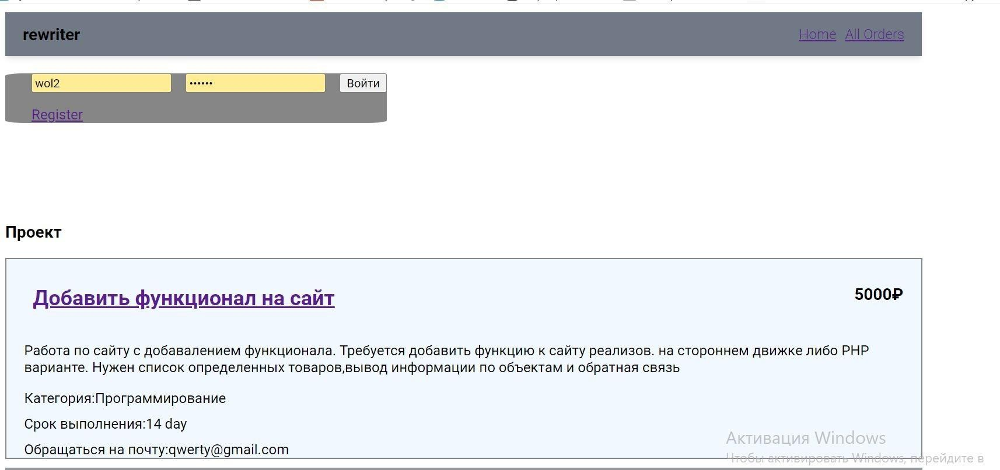 rewriter
Home All Orders
wol2 •••••• Войти
Register
Проект
Добавить функционал на сайт
5000₽
Работа по сайту с добавалением функционала. Требуется добавить функцию к сайту реализов. на стороннем движке либо PHP
варианте. Нужен список определенных товаров,вывод информации по объектам и обратная связь
Категория:Программирование
Срок выполнения:14 day
Обращаться на почту:qwerty@gmail.com
Активация Windows
Чтобы активировать Windows, перейдите в